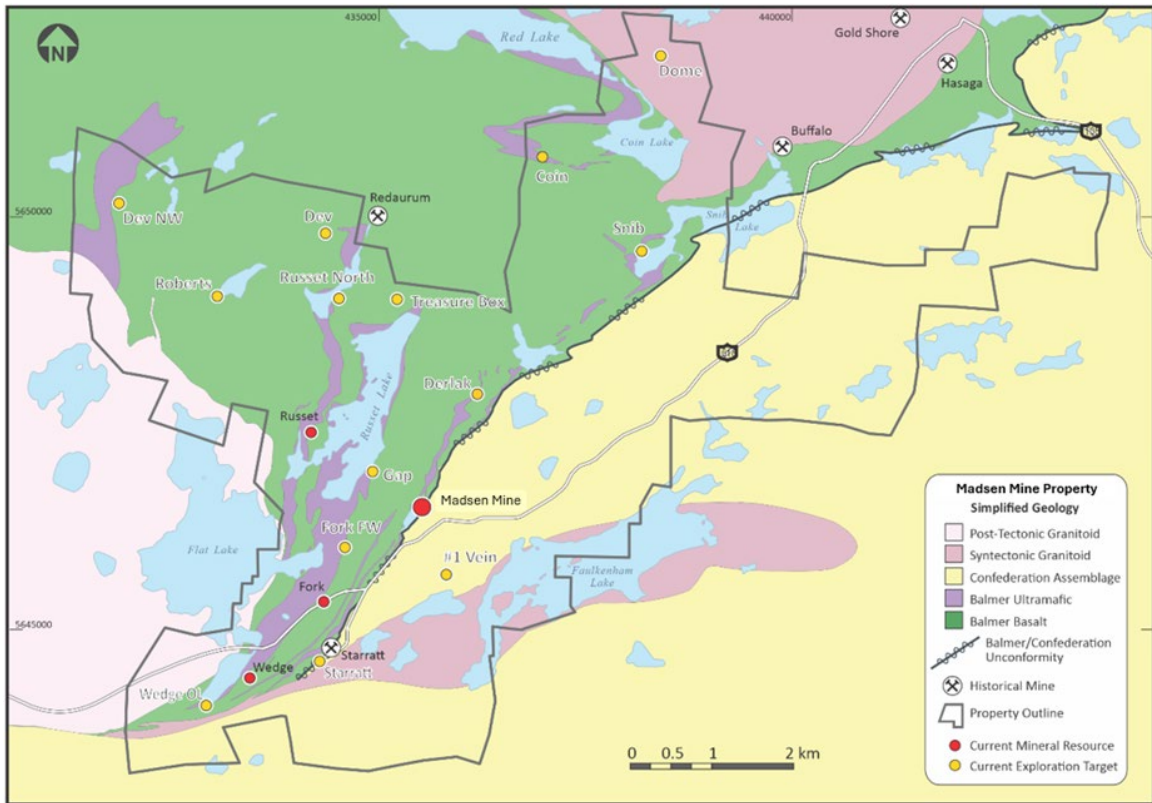 435000
440000
Gold Shore
Red Lake
Dome
Hasaga
Coin Lake
Buffalo
Coin
Redaurum
5650000
Dev NW
Dev
Snib
Snib Lake
Russet North
Roberts
Treasure Box
Derlak
Russet Lake
Russet
Gap
Madsen Mine
Flat Lake
Fork FW
#1 Vein
Faulkenham
Lake
Fork
5645000
Starratt
Starratt
Wedge
Wedge OL
0 0.5 1 2 km
N
Madsen Mine Property
Simplified Geology
Post-Tectonic Granitoid
Syntectonic Granitoid
Confederation Assemblage
Balmer Ultramafic
Balmer Basalt
Balmer/Confederation
Unconformity
Historical Mine
Property Outline
Current Mineral Resource
Current Exploration Target